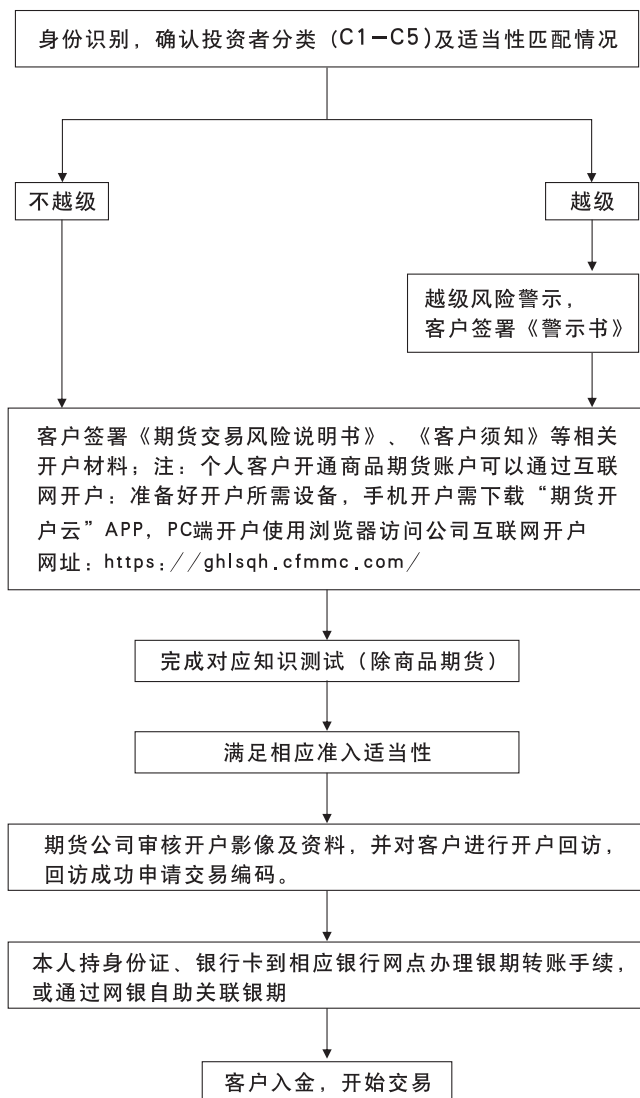 身份识别，确认投资者分类（C1－C5)及适当性匹配情况
不越级
越级
越级风险警示，
客户签署《警示书》
客户签署《期货交易风险说明书》、《客户须知》等相关
开户材料；注：个人客户开通商品期货账户可以通过互联
网开户：准备好开户所需设备，手机开户需下载“期货开
户云”APP，PC端开户使用浏览器访问公司互联网开户
网址：https://ghlsqh.cfmmc.com/
完成对应知识测试（除商品期货）
满足相应准入适当性
期货公司审核开户影像及资料，并对客户进行开户回访，
回访成功申请交易编码。
本人持身份证、银行卡到相应银行网点办理银期转账手续，
或通过网银自助关联银期
客户入金，开始交易